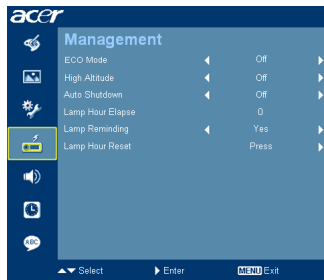 acer
Management
ECO Mode Off
High Altitude Off
Auto Shutdown Off
Lamp Hour Elapse 0
Lamp Reminding Yes
Lamp Hour Reset Press
ABC
Select Enter MENU Exit